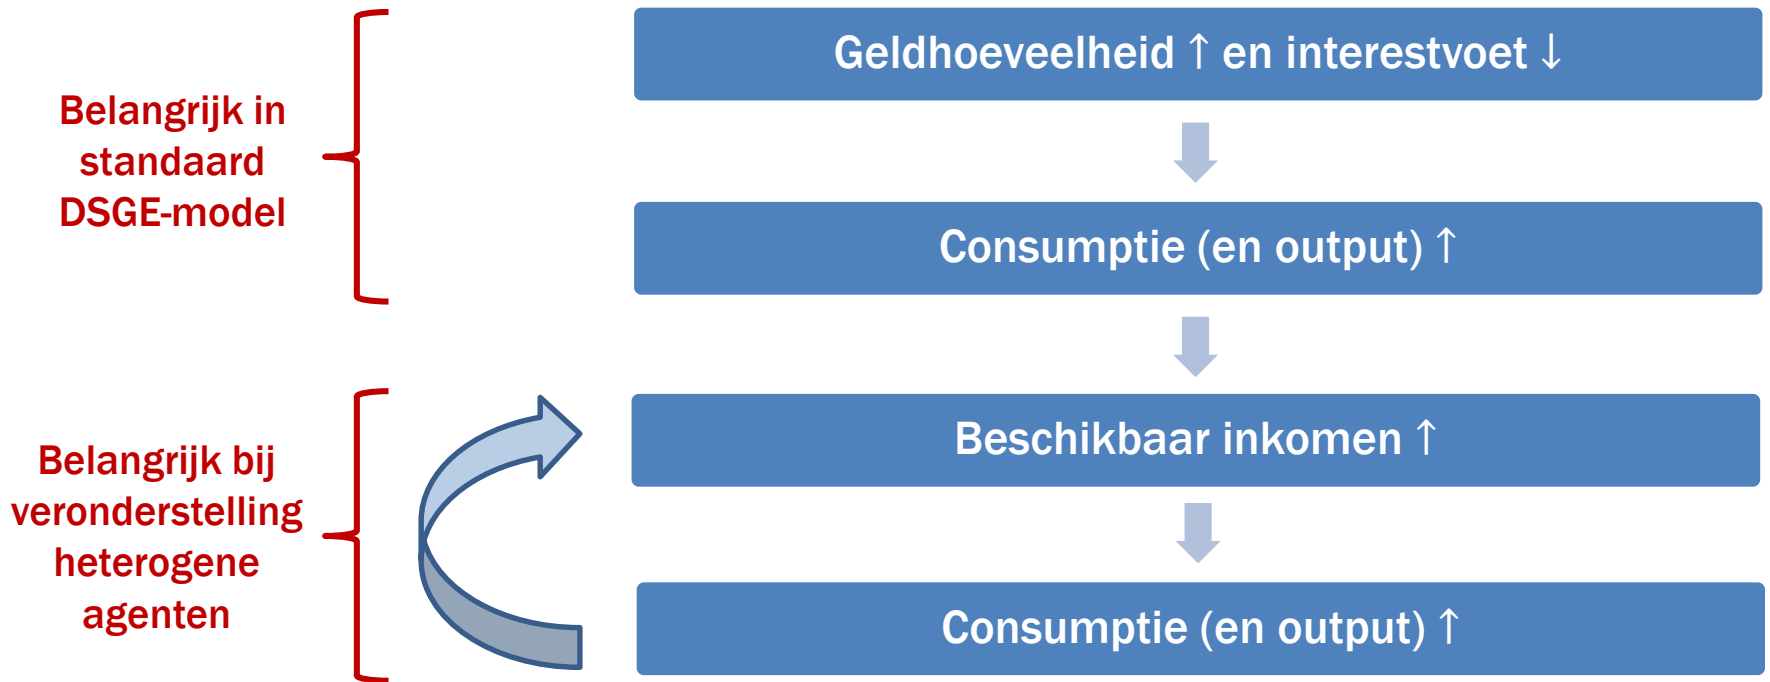 Belangrijk in
standaard
DSGE-model
Geldhoeveelheid ↑ en interestvoet ↓
Consumptie (en output) ↑
Belangrijk bij
veronderstelling
heterogene
agenten
Beschikbaar inkomen ↑
Consumptie (en output) ↑